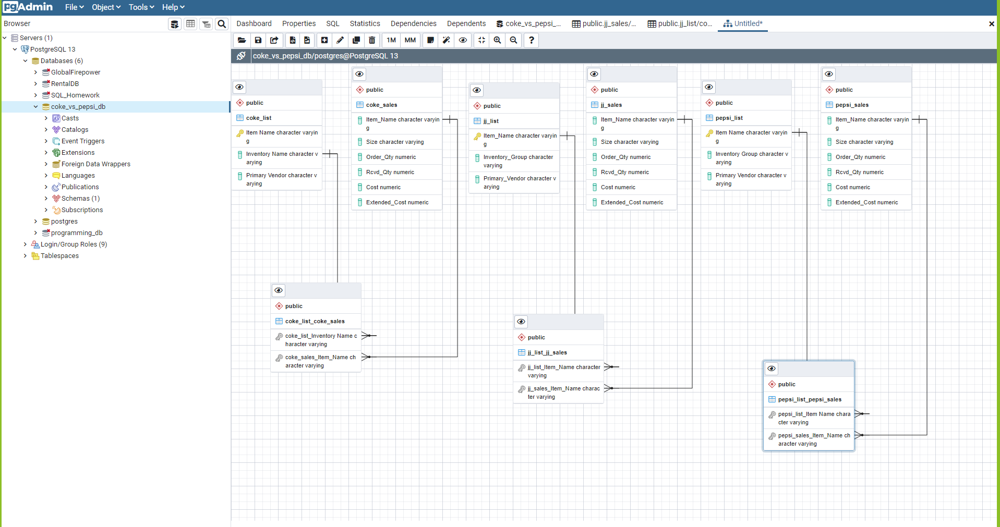 pgAdmin
File
Object
Tools
Help
Browser
Dashboard
Properties
SQL
Statistics
Dependencies
Dependents
coke_vs_pepsi_...
public.jj_sales/...
public.jj_list/co...
Untitled*
1M
MM
?
coke_vs_pepsi_db/postgres@PostgreSQL 13
Servers (1)
PostgreSQL 13
Databases (6)
GlobalFirepower
RentalDB
SQL_Homework
coke_vs_pepsi_db
Casts
Catalogs
Event Triggers
Extensions
Foreign Data Wrappers
Languages
Publications
Schemas (1)
Subscriptions
postgres
programming_db
Login/Group Roles (9)
Tablespaces
public
coke_list
Item Name character varyin
g
Inventory Name character v
arying
Primary Vendor character v
arying
public
coke_sales
Item_Name character varyin
g
Size character varying
Order_Qty numeric
Rcvd_Qty numeric
Cost numeric
Extended_Cost numeric
public
jj_list
Item_Name character varyin
g
Inventory_Group character
varying
Primary_Vendor character v
arying
public
jj_sales
Item_Name character varyin
g
Size character varying
Order_Qty numeric
Rcvd_Qty numeric
Cost numeric
Extended_Cost numeric
public
pepsi_list
Item Name character varyin
g
Inventory Group character v
arying
Primary Vendor character v
arying
public
pepsi_sales
Item_Name character varyin
g
Size character varying
Order_Qty numeric
Rcvd_Qty numeric
Cost numeric
Extended_Cost numeric
public
coke_list_coke_sales
coke_list_Inventory Name c
haracter varying
coke_sales_Item_Name ch
aracter varying
public
jj_list_jj_sales
jj_list_Item_Name character
varying
jj_sales_Item_Name charac
ter varying
public
pepsi_list_pepsi_sales
pepsi_list_Item Name chara
cter varying
pepsi_sales_Item_Name ch
aracter varying